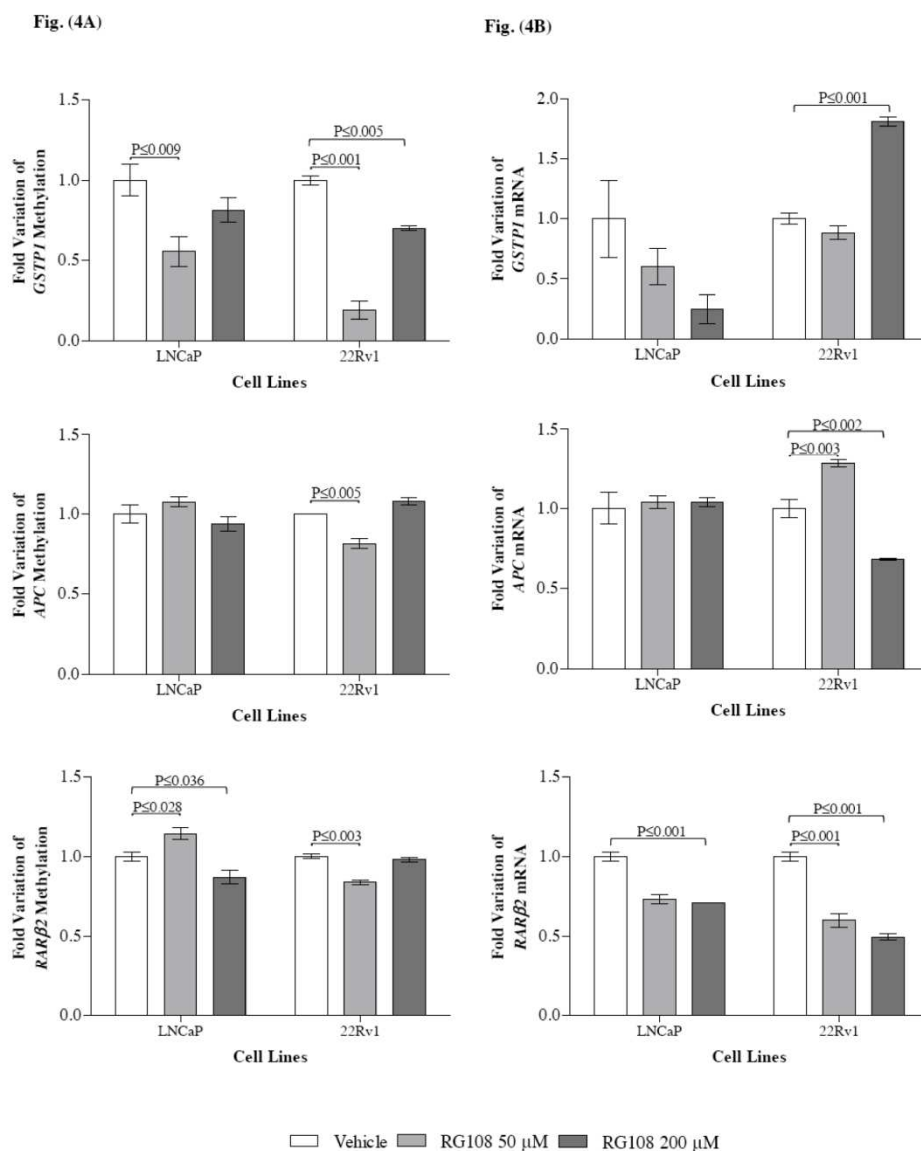 Fig. (4A)
Fig. (4B)
Fold Variation of
GSTP1 Methylation
1.5
1.0
0.5
0.0
P≤0.009
P≤0.005
P≤0.001
LNCaP
22Rv1
Cell Lines
Fold Variation of
GSTP1 mRNA
2.0
1.5
1.0
0.5
0.0
P≤0.001
LNCaP
22Rv1
Cell Lines
Fold Variation of
APC Methylation
1.5
1.0
0.5
0.0
P≤0.005
LNCaP
22Rv1
Cell Lines
Fold Variation of
APC mRNA
1.5
1.0
0.5
0.0
P≤0.002
P≤0.003
LNCaP
22Rv1
Cell Lines
Fold Variation of
RARβ2 Methylation
1.5
1.0
0.5
0.0
P≤0.036
P≤0.028
P≤0.003
LNCaP
22Rv1
Cell Lines
Fold Variation of
RARβ2 mRNA
1.5
1.0
0.5
0.0
P≤0.001
P≤0.001
P≤0.001
LNCaP
22Rv1
Cell Lines
Vehicle RG108 50 µM RG108 200 µM